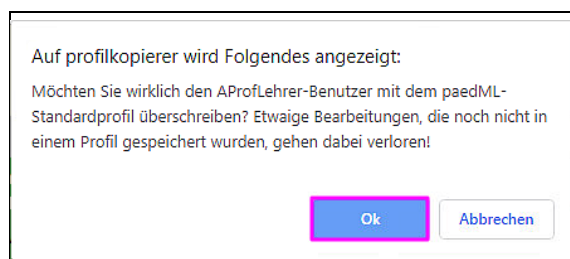 Auf profilkopierer wird Folgendes angezeigt:
Möchten Sie wirklich den AProfLehrer-Benutzer mit dem paedML-
Standardprofil überschreiben? Etwaige Bearbeitungen, die noch nicht in
einem Profil gespeichert wurden, gehen dabei verloren!
Ok Abbrechen